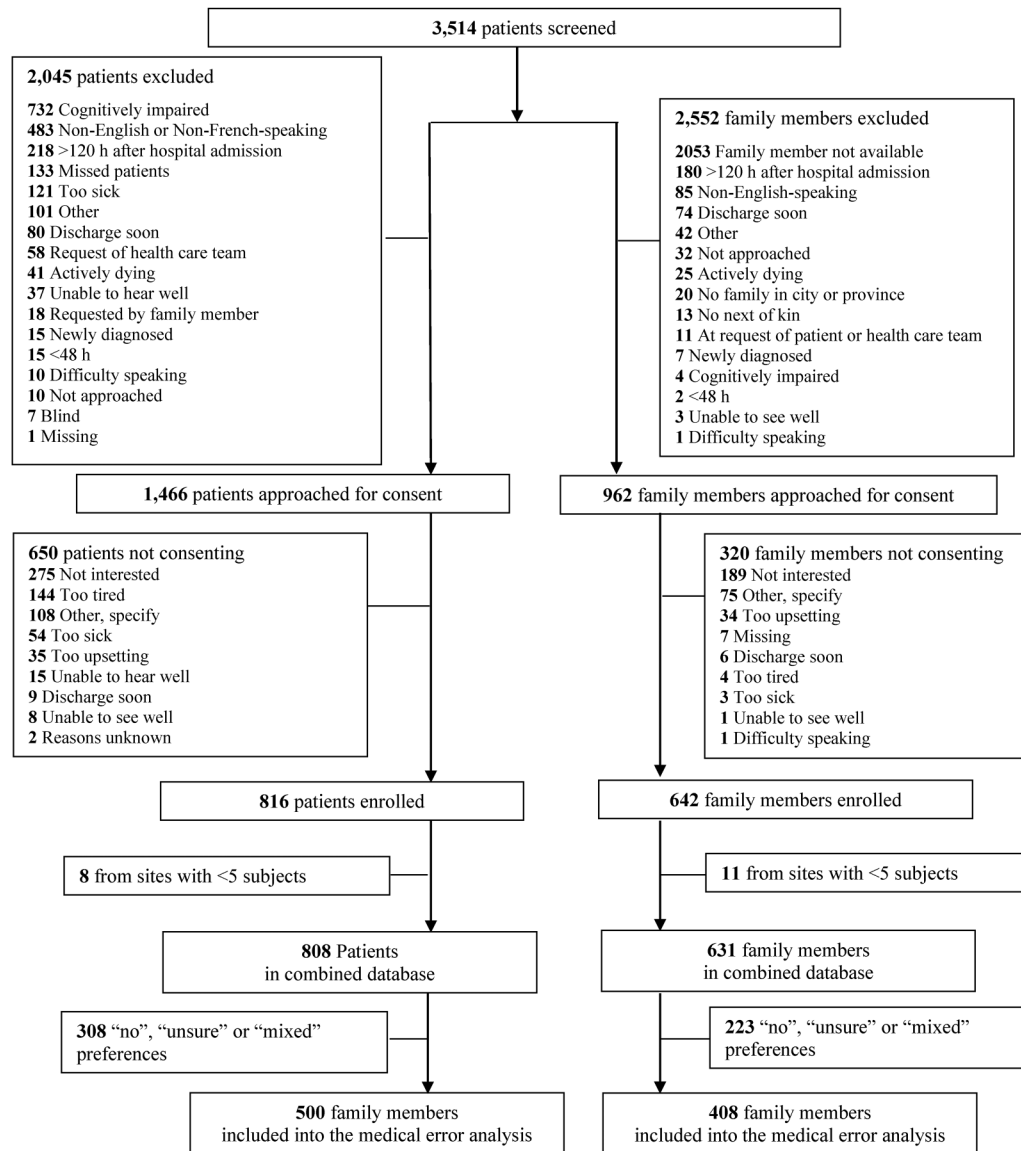 3,514 patients screened
2,045 patients excluded
732 Cognitively impaired
483 Non-English or Non-French-speaking
218 >120 h after hospital admission
133 Missed patients
121 Too sick
101 Other
80 Discharge soon
58 Request of health care team
41 Actively dying
37 Unable to hear well
18 Requested by family member
15 Newly diagnosed
15 <48 h
10 Difficulty speaking
10 Not approached
7 Blind
1 Missing
2,552 family members excluded
2053 Family member not available
180 >120 h after hospital admission
85 Non-English-speaking
74 Discharge soon
42 Other
32 Not approached
25 Actively dying
20 No family in city or province
13 No next of kin
11 At request of patient or health care team
7 Newly diagnosed
4 Cognitively impaired
2 <48 h
3 Unable to see well
1 Difficulty speaking
1,466 patients approached for consent
962 family members approached for consent
650 patients not consenting
275 Not interested
144 Too tired
108 Other, specify
54 Too sick
35 Too upsetting
15 Unable to hear well
9 Discharge soon
8 Unable to see well
2 Reasons unknown
320 family members not consenting
189 Not interested
75 Other, specify
34 Too upsetting
7 Missing
6 Discharge soon
4 Too tired
3 Too sick
1 Unable to see well
1 Difficulty speaking
816 patients enrolled
642 family members enrolled
8 from sites with <5 subjects
11 from sites with <5 subjects
808 Patients
in combined database
631 family members
in combined database
308 “no”, “unsure” or “mixed”
preferences
223 “no”, “unsure” or “mixed”
preferences
500 family members
included into the medical error analysis
408 family members
included into the medical error analysis